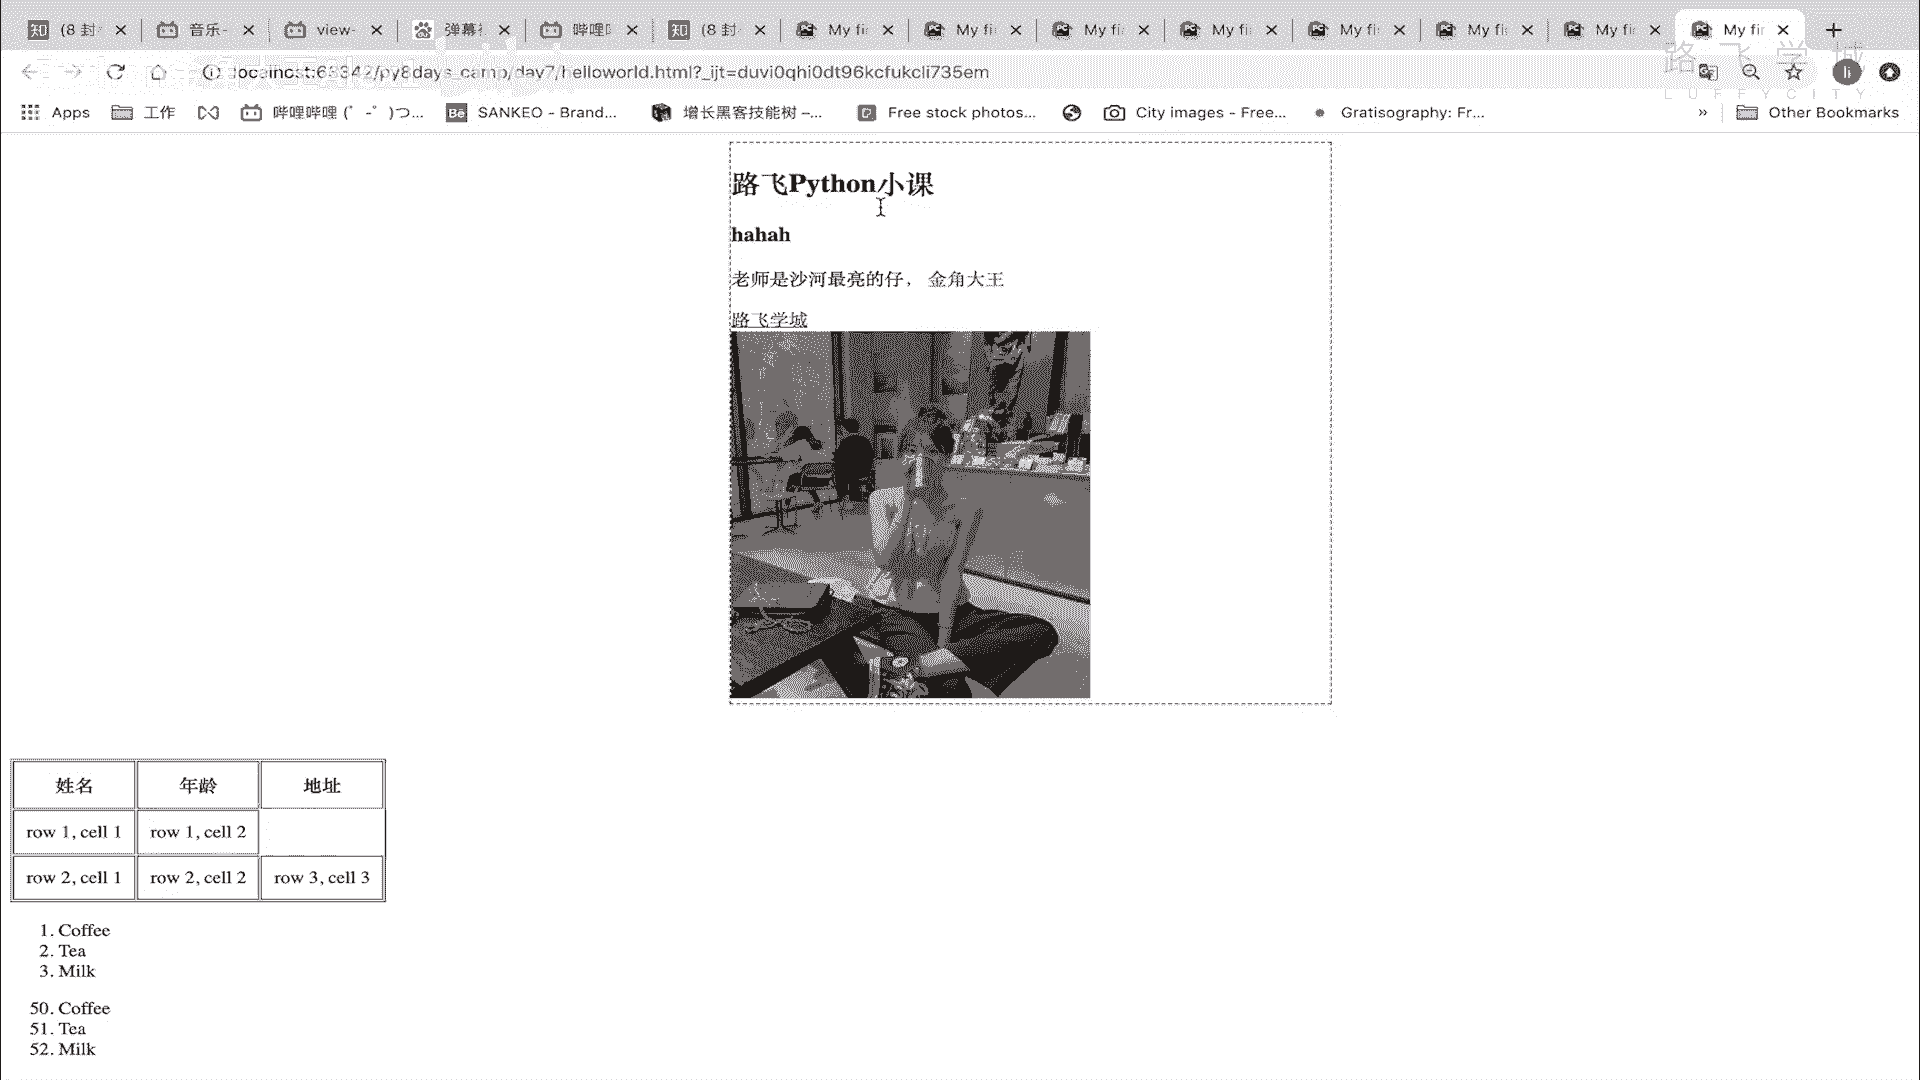 (8 封
音乐-
view-
弹幕视
哔哩
(8 封
My fi
My fi
My fi
My fi
My fi
My fi
My fi
My fir
localhost:63342/py8days_camp/day7/helloworld.html?_ijt=duvi0qhi0dt96kcfukcli735em
li
路飞学城
LUFFYCITY
Apps
工作
哔哩哔哩 (゜-゜)つ...
Bē
SANKEO - Brand...
增长黑客技能树 –...
Free stock photos...
City images - Free...
Gratisography: Fr...
»
Other Bookmarks
路飞Python小课
hahah
老师是沙河最亮的仔， 金角大王
路飞学城
姓名 年龄 地址
row 1, cell 1 row 1, cell 2
row 2, cell 1 row 2, cell 2 row 3, cell 3
1. Coffee
2. Tea
3. Milk
50. Coffee
51. Tea
52. Milk